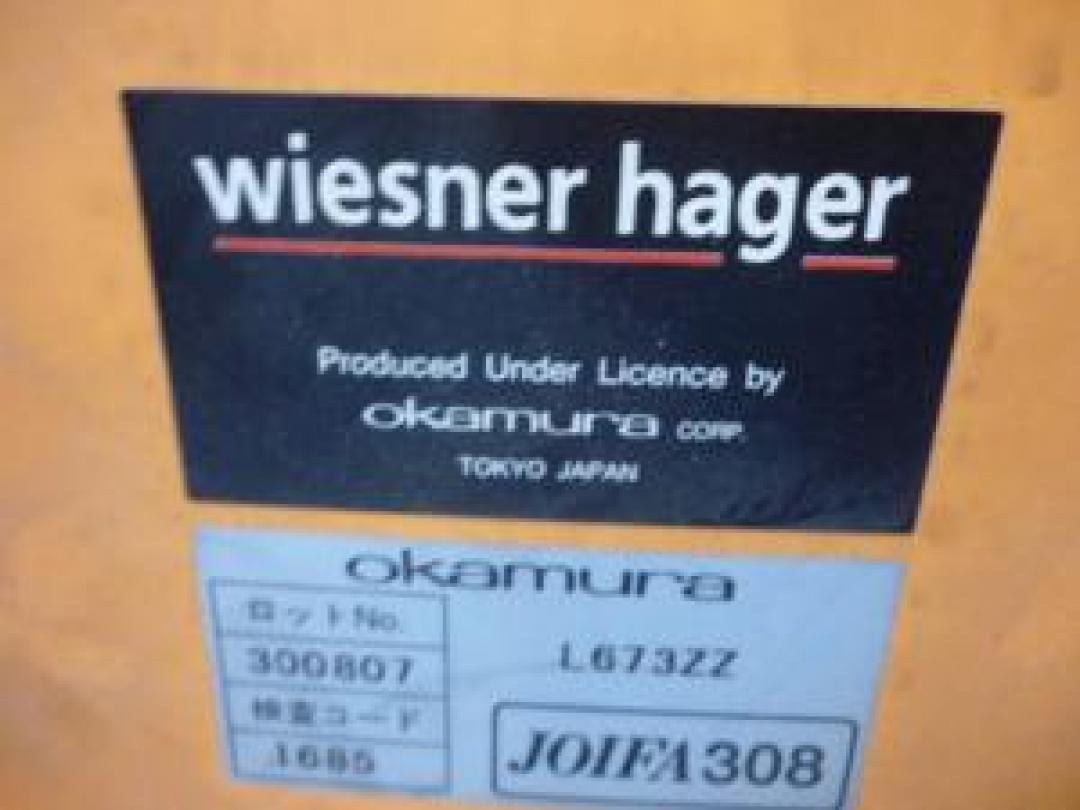 wiesner hager
Produced Under Licence by
okamura CORP.
TOKYO JAPAN
okamura
ロットNo.
300807
L673ZZ
検査コード
1685
JOIFA308